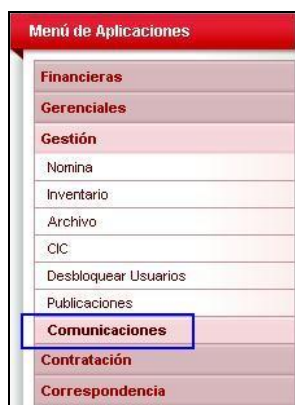 Menú de Aplicaciones
Financieras
Gerenciales
Gestión
Nomina
Inventario
Archivo
CIC
Desbloquear Usuarios
Publicaciones
Comunicaciones
Contratación
Correspondencia